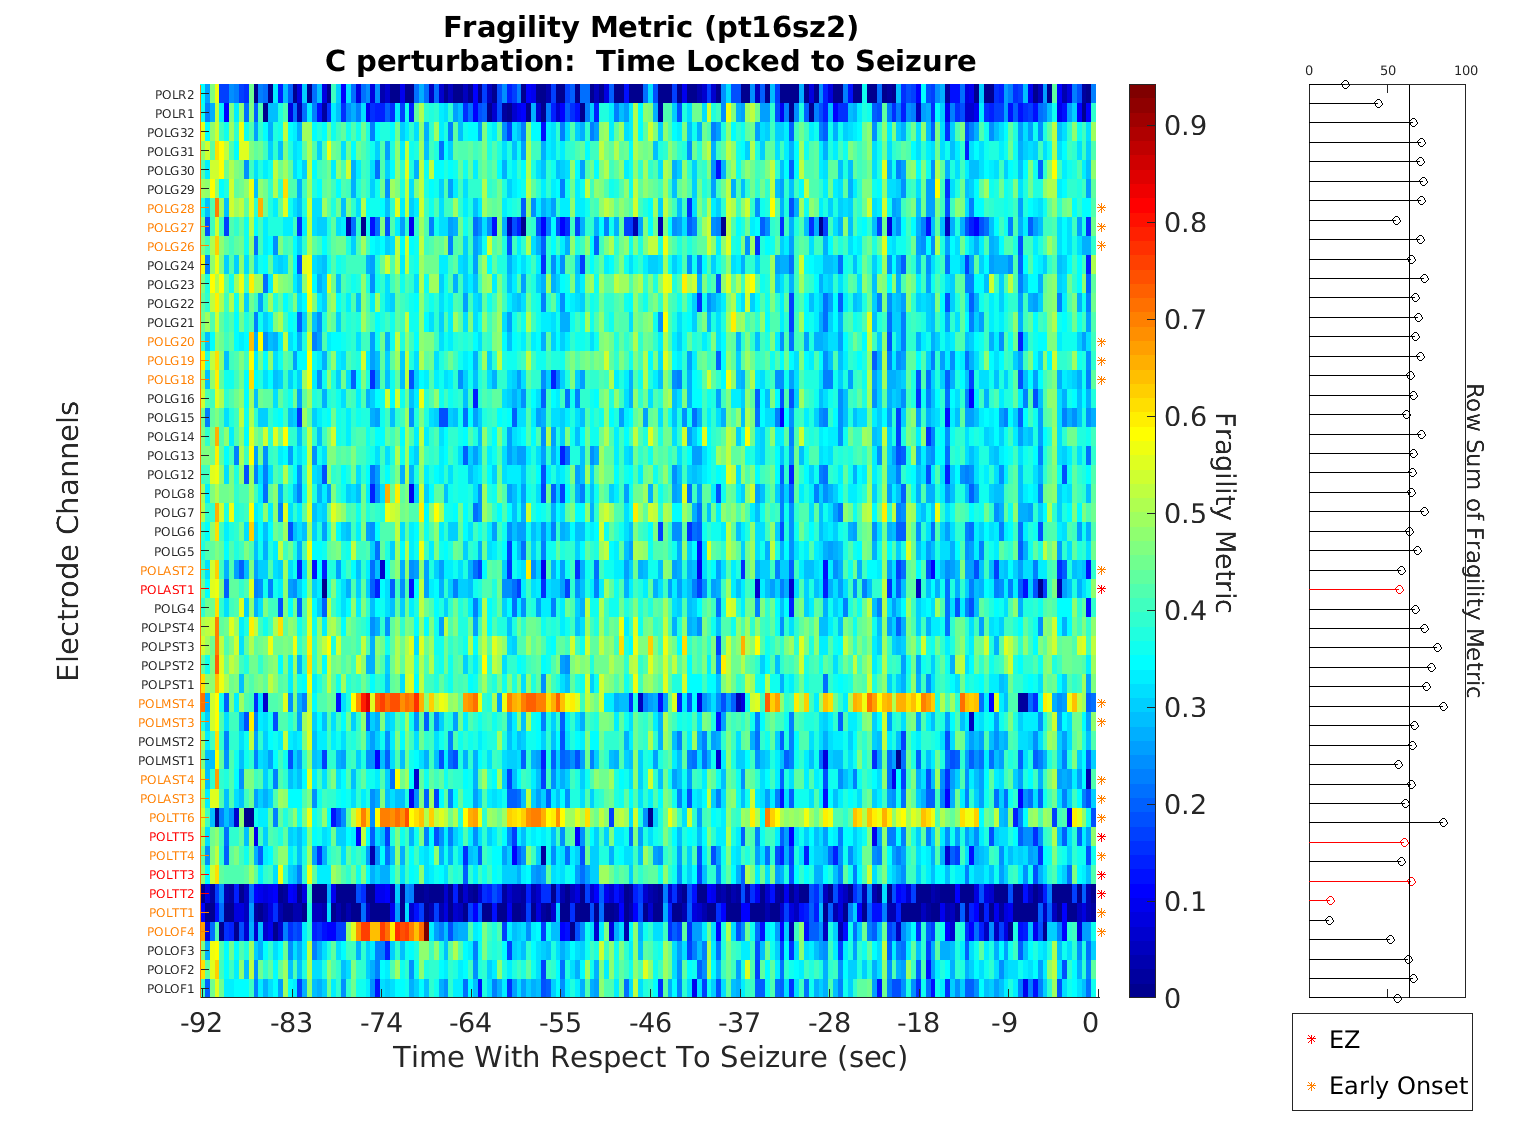 Fragility Metric (pt16sz2)
C perturbation:  Time Locked to Seizure
Electrode Channels
POLR2
POLR1
POLG32
POLG31
POLG30
POLG29
POLG28
POLG27
POLG26
POLG24
POLG23
POLG22
POLG21
POLG20
POLG19
POLG18
POLG16
POLG15
POLG14
POLG13
POLG12
POLG8
POLG7
POLG6
POLG5
POLAST2
POLAST1
POLG4
POLPST4
POLPST3
POLPST2
POLPST1
POLMST4
POLMST3
POLMST2
POLMST1
POLAST4
POLAST3
POLTT6
POLTT5
POLTT4
POLTT3
POLTT2
POLTT1
POLOF4
POLOF3
POLOF2
POLOF1
-92 -83 -74 -64 -55 -46 -37 -28 -18 -9 0
Time With Respect To Seizure (sec)
0.9
0.8
0.7
0.6
0.5
0.4
0.3
0.2
0.1
0
Fragility Metric
0 50 100
Row Sum of Fragility Metric
EZ
Early Onset